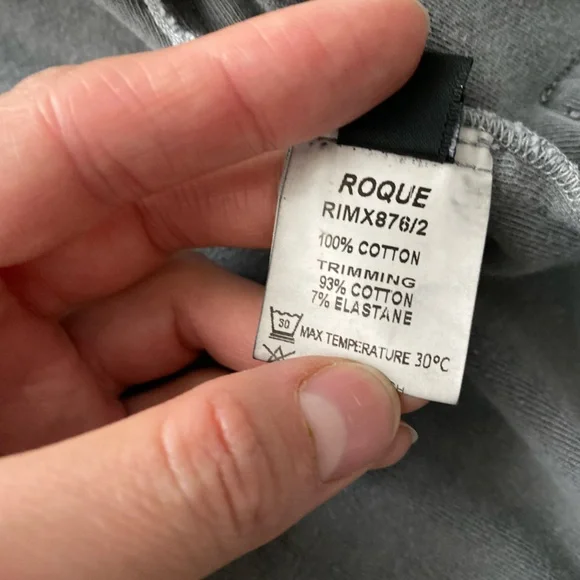 ROQUE
RIMX876/2
100% COTTON
TRIMMING
93% COTTON
7% ELASTANE
30 MAX TEMPERATURE 30°C